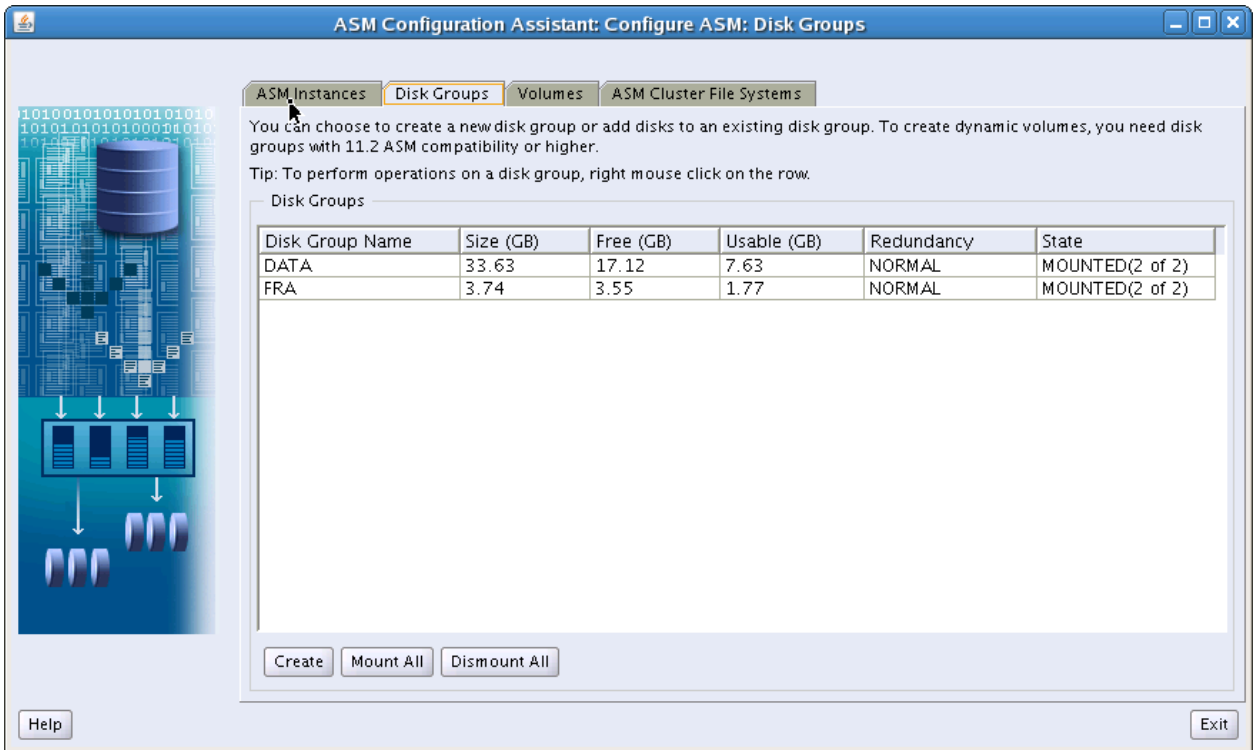 ASM Configuration Assistant: Configure ASM: Disk Groups
ASM Instances Disk Groups Volumes ASM Cluster File Systems
You can choose to create a new disk group or add disks to an existing disk group. To create dynamic volumes, you need disk
groups with 11.2 ASM compatibility or higher.
Tip: To perform operations on a disk group, right mouse click on the row.
Disk Groups
Disk Group Name Size (GB) Free (GB) Usable (GB) Redundancy State
DATA 33.63 17.12 7.63 NORMAL MOUNTED(2 of 2)
FRA 3.74 3.55 1.77 NORMAL MOUNTED(2 of 2)
Create Mount All Dismount All
Help Exit